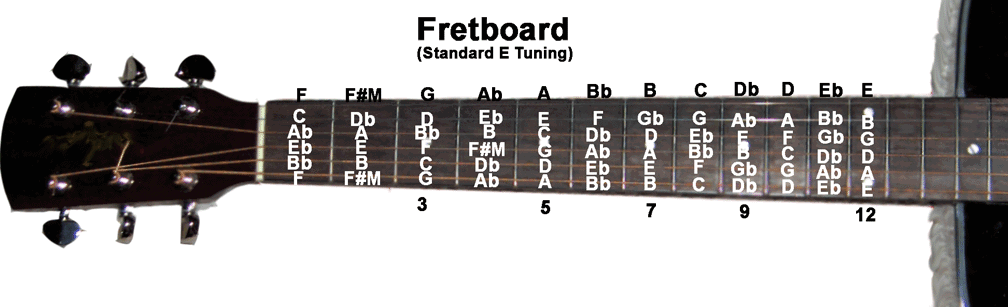 Fretboard
(Standard E Tuning)
F F#M G Ab A Bb B C Db D Eb E
C Db D Eb E F Gb G Ab A Bb B
Ab A Bb B C Db D Eb E F Gb G
Eb E F F#M G Ab A Bb B C Db D
Bb B C Db D Eb E F Gb G Ab A
F F#M G Ab A Bb B C Db D Eb E
3 5 7 9 12